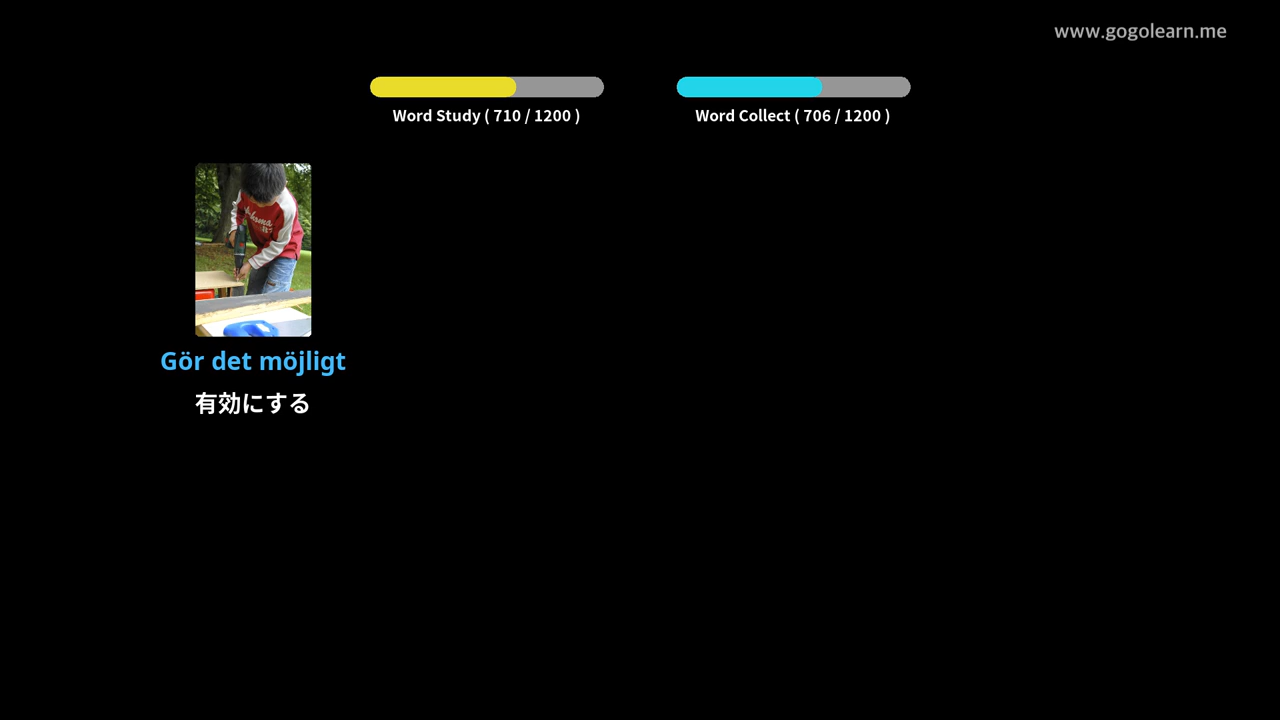 www.gogolearn.me
Word Study ( 710 / 1200 )
Word Collect ( 706 / 1200 )
Gör det möjligt
有効にする